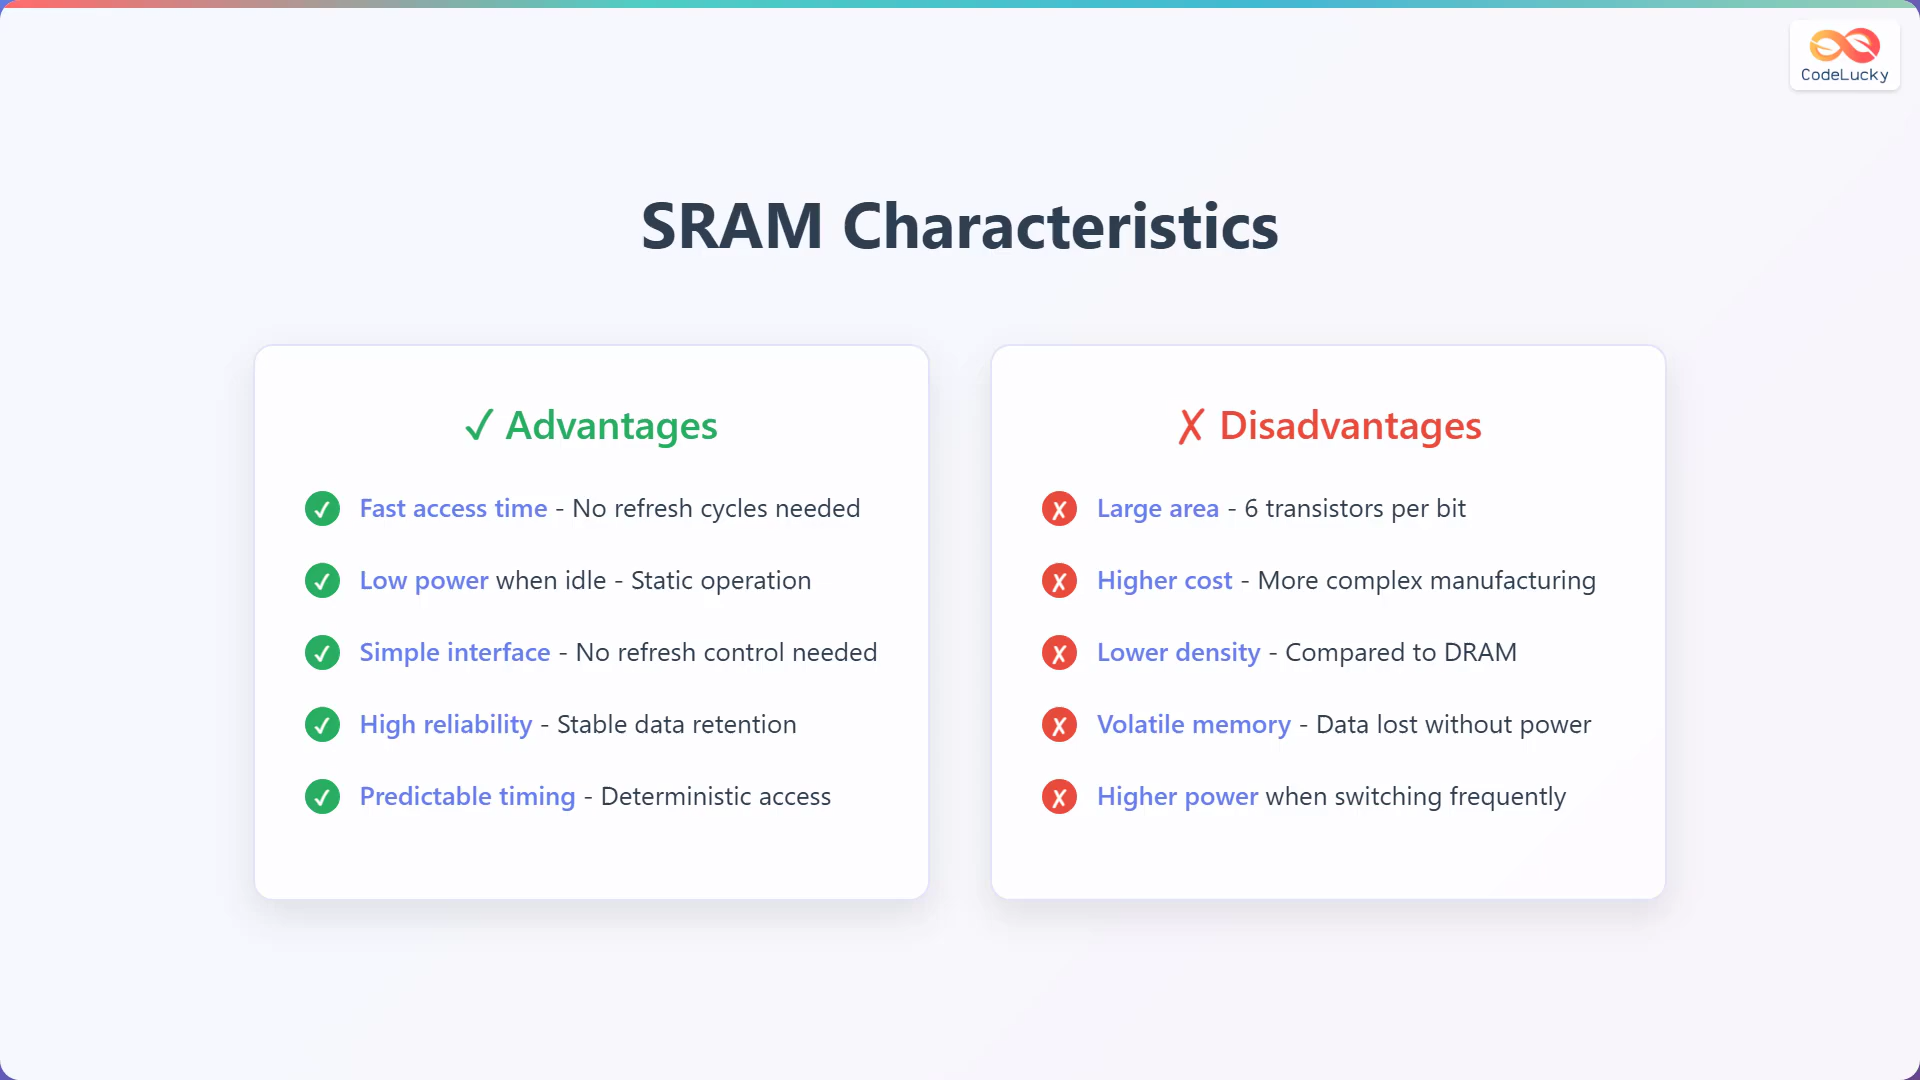 CodeLucky
SRAM Characteristics
✓ Advantages
✓ Fast access time - No refresh cycles needed
✓ Low power when idle - Static operation
✓ Simple interface - No refresh control needed
✓ High reliability - Stable data retention
✓ Predictable timing - Deterministic access
✗ Disadvantages
✗ Large area - 6 transistors per bit
✗ Higher cost - More complex manufacturing
✗ Lower density - Compared to DRAM
✗ Volatile memory - Data lost without power
✗ Higher power when switching frequently